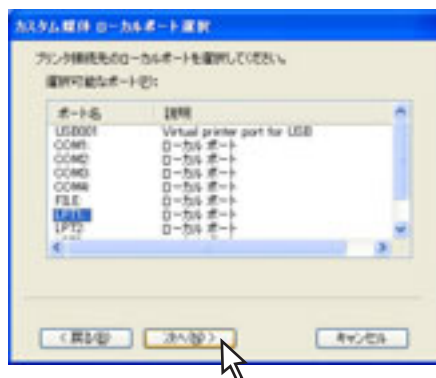 カスタム媒体 ローカルポート選択
プリンタ接続先のローカルポートを選択してください。
選択可能なポート(P):
ポート名 説明
USB001 Virtual printer port for USB
COM1: ローカル ポート
COM2 ローカル ポート
COM3 ローカル ポート
COM4 ローカル ポート
FILE: ローカル ポート
LPT1: ローカル ポート
LPT2 ローカル ポート
< 戻る(B) 次へ(N) > キャンセル